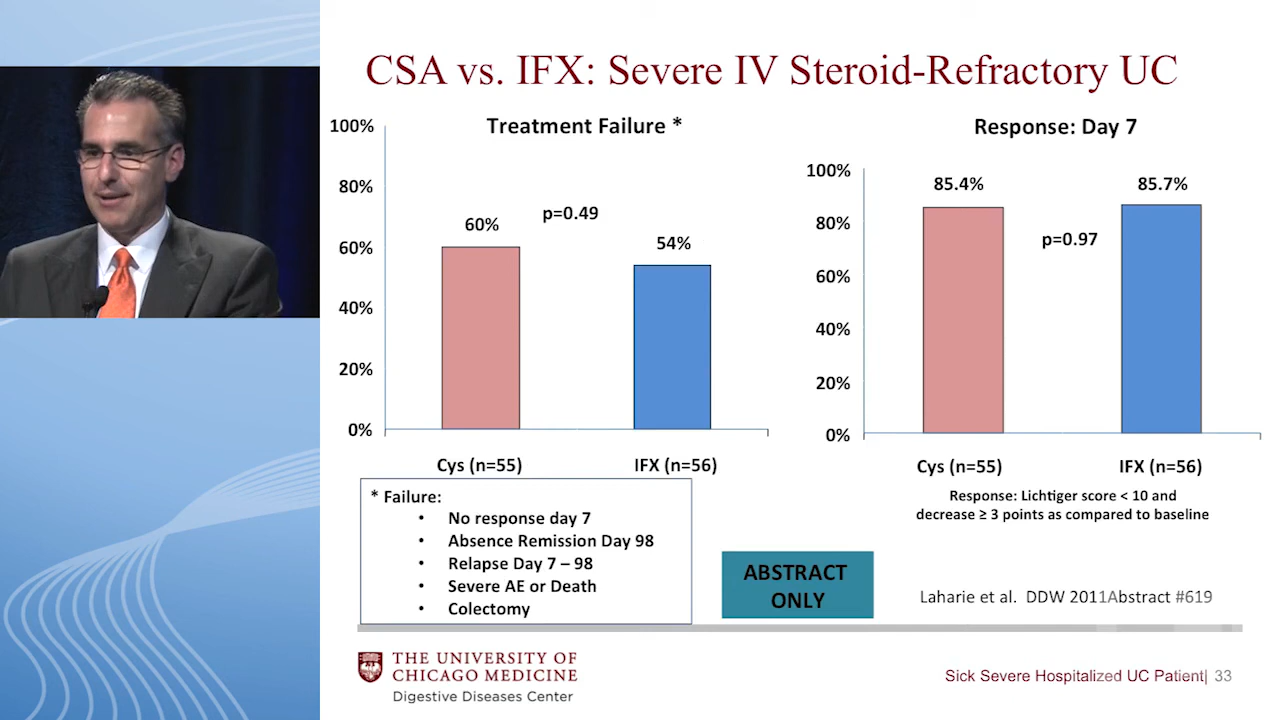 CSA vs. IFX: Severe IV Steroid-Refractory UC
Treatment Failure *
100%
80%
60%
40%
20%
0%
60%
p=0.49
54%
Cys (n=55)
IFX (n=56)
* Failure:
• No response day 7
• Absence Remission Day 98
• Relapse Day 7 – 98
• Severe AE or Death
• Colectomy
Response: Day 7
100%
80%
60%
40%
20%
0%
85.4%
p=0.97
85.7%
Cys (n=55)
IFX (n=56)
Response: Lichtiger score < 10 and
decrease ≥ 3 points as compared to baseline
ABSTRACT
ONLY
Laharie et al. DDW 2011Abstract #619
THE UNIVERSITY OF
CHICAGO MEDICINE
Digestive Diseases Center
Sick Severe Hospitalized UC Patient| 33